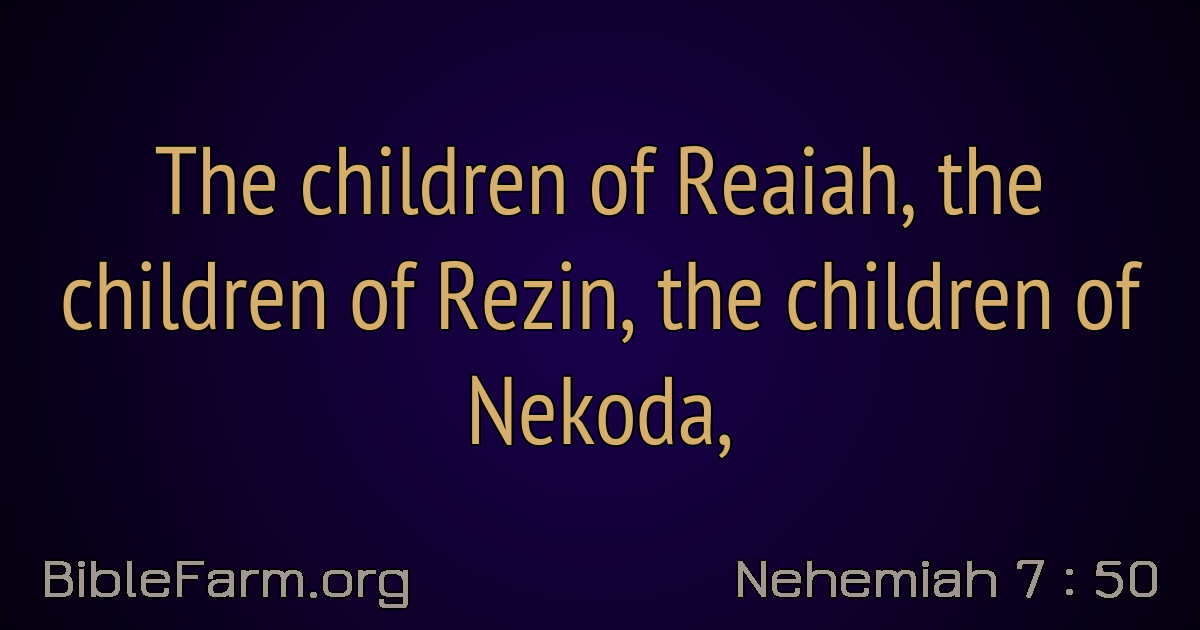 The children of Reaiah, the
children of Rezin, the children of
Nekoda,
BibleFarm.org
Nehemiah 7 : 50